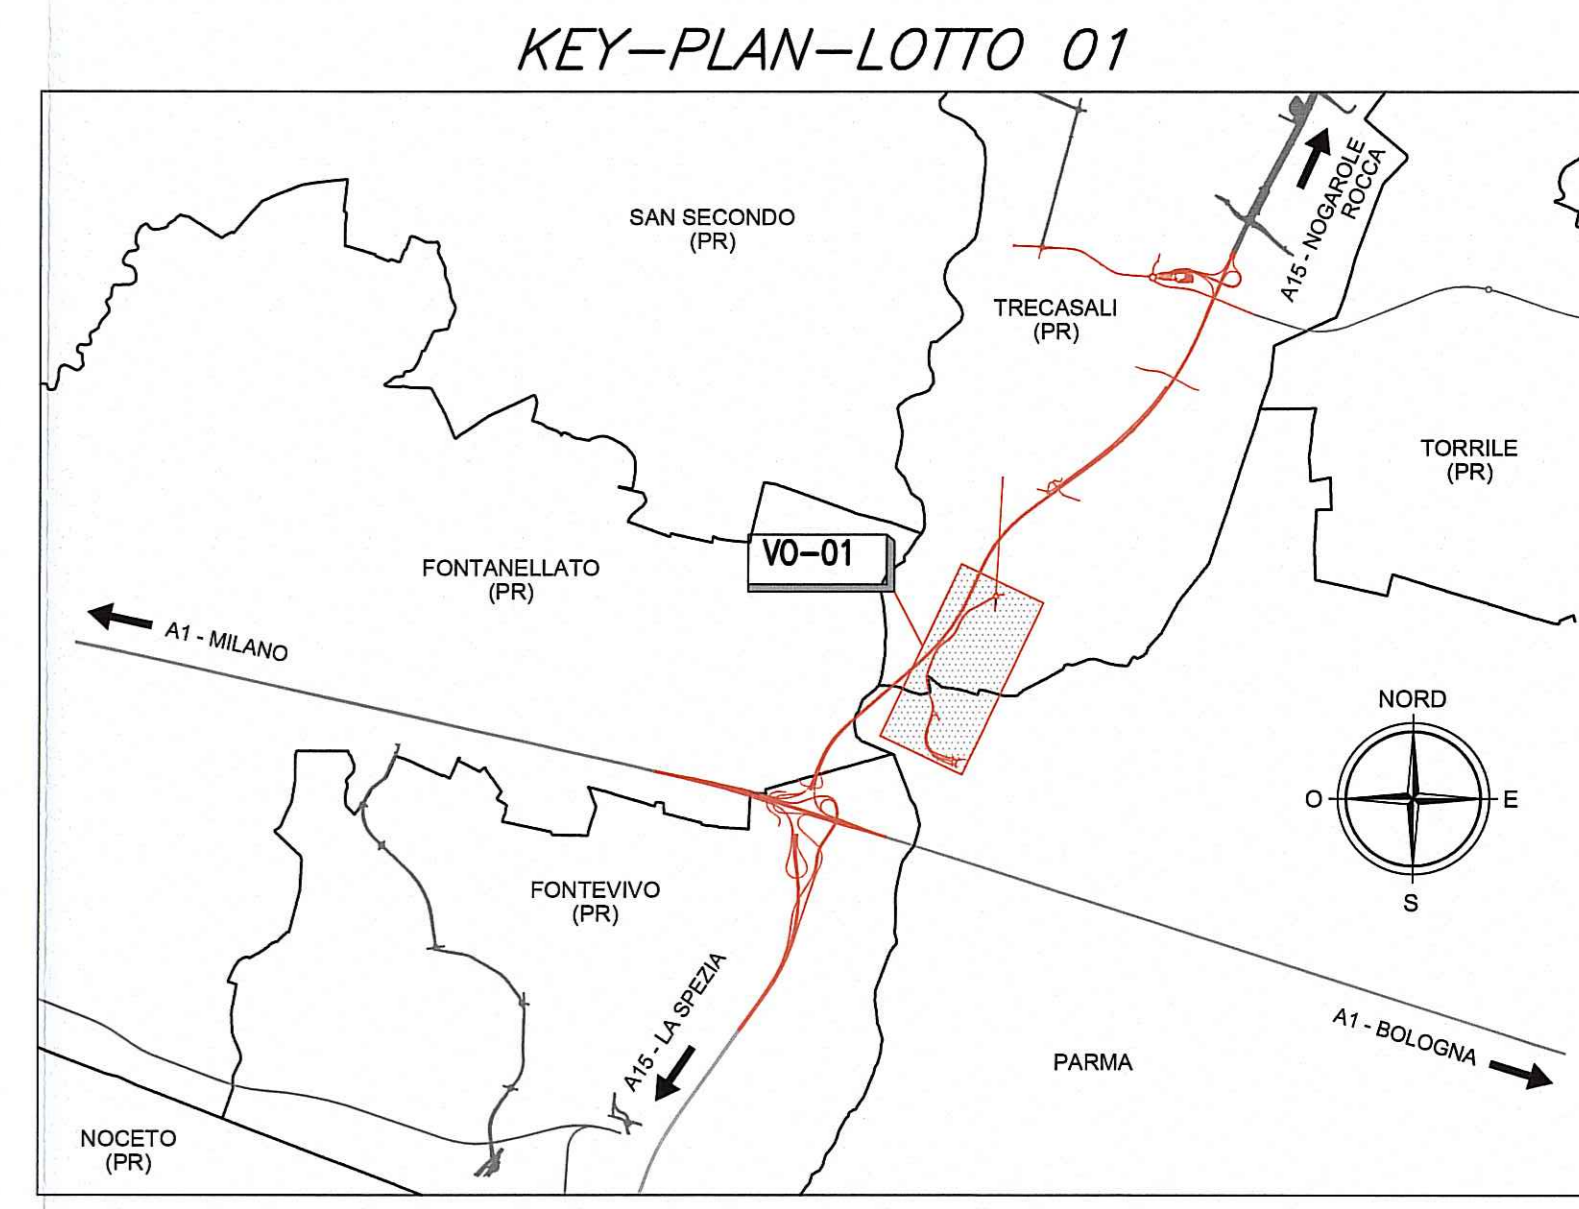 KEY-PLAN-LOTTO 01
SAN SECONDO
(PR)
A15 - NOGAROLE
ROCCA
TRECASALI
(PR)
TORRILE
(PR)
VO-01
FONTANELLATO
(PR)
A1 - MILANO
NORD
O
E
S
FONTEVIVO
(PR)
A15 - LA SPEZIA
A1 - BOLOGNA
PARMA
NOCETO
(PR)